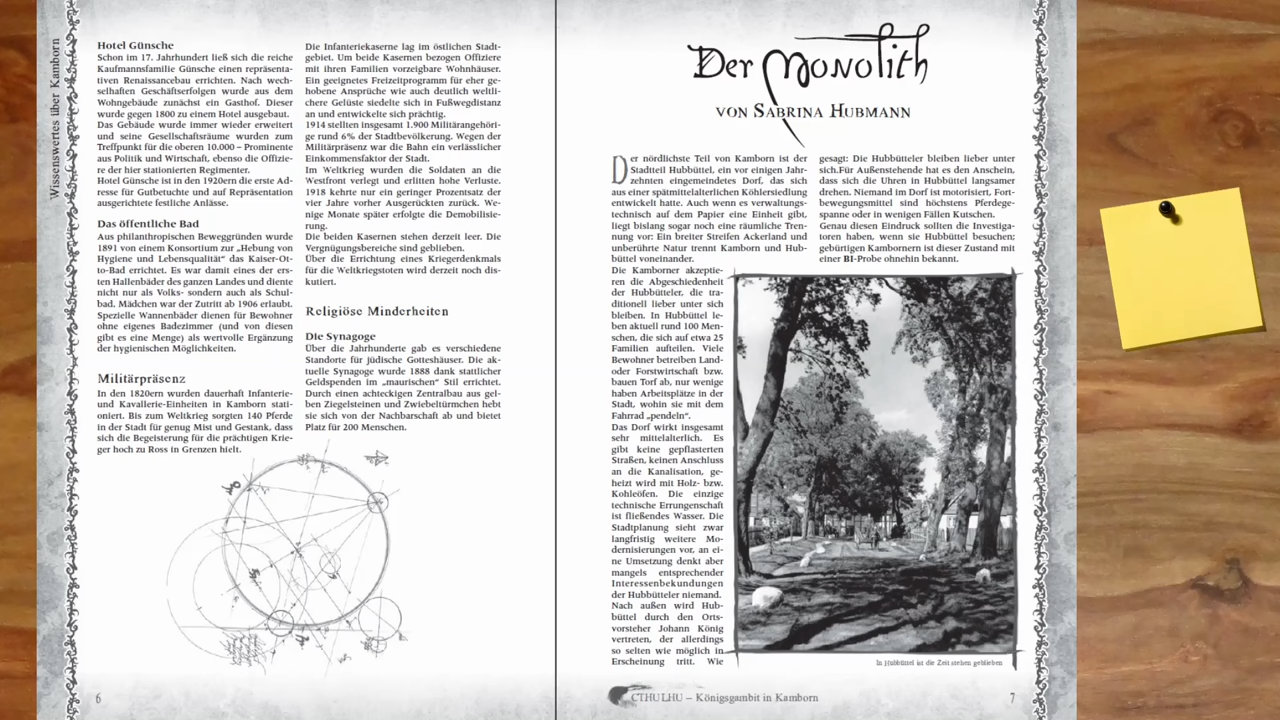 Wissenswertes über Kamborn
Hotel Günsche
Schon im 17. Jahrhundert ließ sich die reiche
Kaufmannsfamilie Günsche einen repräsenta-
tiven Renaissancebau errichten. Nach wech-
selhaften Geschäftserfolgen wurde aus dem
Wohngebäude zunächst ein Gasthof. Dieser
wurde gegen 1800 zu einem Hotel ausgebaut.
Das Gebäude wurde immer wieder erweitert
und seine Gesellschaftsräume wurden zum
Treffpunkt für die oberen 10.000 – Prominente
aus Politik und Wirtschaft, ebenso die Offizie-
re der hier stationierten Regimenter.
Hotel Günsche ist in den 1920ern die erste Ad-
resse für Gutbetuchte und auf Repräsentation
ausgerichtete festliche Anlässe.
Das öffentliche Bad
Aus philanthropischen Beweggründen wurde
1891 von einem Konsortium zur „Hebung von
Hygiene und Lebensqualität“ das Kaiser-Ot-
to-Bad errichtet. Es war damit eines der ers-
ten Hallenbäder des ganzen Landes und diente
nicht nur als Volks- sondern auch als Schul-
bad. Mädchen war der Zutritt ab 1906 erlaubt.
Spezielle Wannenbäder dienen für Bewohner
ohne eigenes Badezimmer (und von diesen
gibt es eine Menge) als wertvolle Ergänzung
der hygienischen Möglichkeiten.
Militärpräsenz
In den 1820ern wurden dauerhaft Infanterie-
und Kavallerie-Einheiten in Kamborn stati-
oniert. Bis zum Weltkrieg sorgten 140 Pferde
in der Stadt für genug Mist und Gestank, dass
sich die Begeisterung für die prächtigen Krie-
ger hoch zu Ross in Grenzen hielt.
Die Infanteriekaserne lag im östlichen Stadt-
gebiet. Um beide Kasernen bezogen Offiziere
mit ihren Familien vorzeigbare Wohnhäuser.
Ein geeignetes Freizeitprogramm für eher ge-
hobene Ansprüche wie auch deutlich weltli-
chere Gelüste siedelte sich in Fußwegdistanz
an und entwickelte sich prächtig.
1914 stellten insgesamt 1.900 Militärangehöri-
ge rund 6% der Stadtbevölkerung. Wegen der
Militärpräsenz war die Bahn ein verlässlicher
Einkommensfaktor der Stadt.
Im Weltkrieg wurden die Soldaten an die
Westfront verlegt und erlitten hohe Verluste.
1918 kehrte nur ein geringer Prozentsatz der
vier Jahre vorher Ausgerückten zurück. We-
nige Monate später erfolgte die Demobilisie-
rung.
Die beiden Kasernen stehen derzeit leer. Die
Vergnügungsbereiche sind geblieben.
Über die Errichtung eines Kriegerdenkmals
für die Weltkriegstoten wird derzeit noch dis-
kutiert.
Religiöse Minderheiten
Die Synagoge
Über die Jahrhunderte gab es verschiedene
Standorte für jüdische Gotteshäuser. Die ak-
tuelle Synagoge wurde 1888 dank stattlicher
Geldspenden im „maurischen“ Stil errichtet.
Durch einen achteckigen Zentralbau aus gel-
ben Ziegelsteinen und Zwiebeltürmchen hebt
sie sich von der Nachbarschaft ab und bietet
Platz für 200 Menschen.
6
Der Monolith
von Sabrina Hubmann
Der nördlichste Teil von Kamborn ist der
Stadtteil Hubbüttel, ein vor einigen Jahr-
zehnten eingemeindetes Dorf, das sich
aus einer spätmittelalterlichen Köhlersiedlung
entwickelt hatte. Auch wenn es verwaltungs-
technisch auf dem Papier eine Einheit gibt,
liegt bislang sogar noch eine räumliche Tren-
nung vor: Ein breiter Streifen Ackerland und
unberührte Natur trennt Kamborn und Hub-
büttel voneinander.
Die Kamborner akzeptie-
ren die Abgeschiedenheit
der Hubbütteler, die tra-
ditionell lieber unter sich
bleiben. In Hubbüttel le-
ben aktuell rund 100 Men-
schen, die sich auf etwa 25
Familien aufteilen. Viele
Bewohner betreiben Land-
oder Forstwirtschaft bzw.
bauen Torf ab, nur wenige
haben Arbeitsplätze in der
Stadt, wohin sie mit dem
Fahrrad „pendeln“.
Das Dorf wirkt insgesamt
sehr mittelalterlich. Es
gibt keine gepflasterten
Straßen, keinen Anschluss
an die Kanalisation, ge-
heizt wird mit Holz- bzw.
Kohleöfen. Die einzige
technische Errungenschaft
ist fließendes Wasser. Die
Stadtplanung sieht zwar
langfristig weitere Mo-
dernisierungen vor, an ei-
ne Umsetzung denkt aber
mangels entsprechender
Interessenbekundungen
der Hubbütteler niemand.
Nach außen wird Hub-
büttel durch den Orts-
vorsteher Johann König
vertreten, der allerdings
so selten wie möglich in
Erscheinung tritt. Wie
gesagt: Die Hubbütteler bleiben lieber unter
sich.Für Außenstehende hat es den Anschein,
dass sich die Uhren in Hubbüttel langsamer
drehen. Niemand im Dorf ist motorisiert, Fort-
bewegungsmittel sind höchstens Pferdege-
spanne oder in wenigen Fällen Kutschen.
Genau diesen Eindruck sollten die Investiga-
toren haben, wenn sie Hubbüttel besuchen;
gebürtigen Kambornern ist dieser Zustand mit
einer BI-Probe ohnehin bekannt.
In Hubbüttel ist die Zeit stehen geblieben
CTHULHU – Königsgambit in Kamborn
7